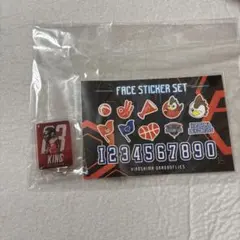 FACE STICKER SET
KING
1234567890
HIROSHIMA DRAGONFLIES